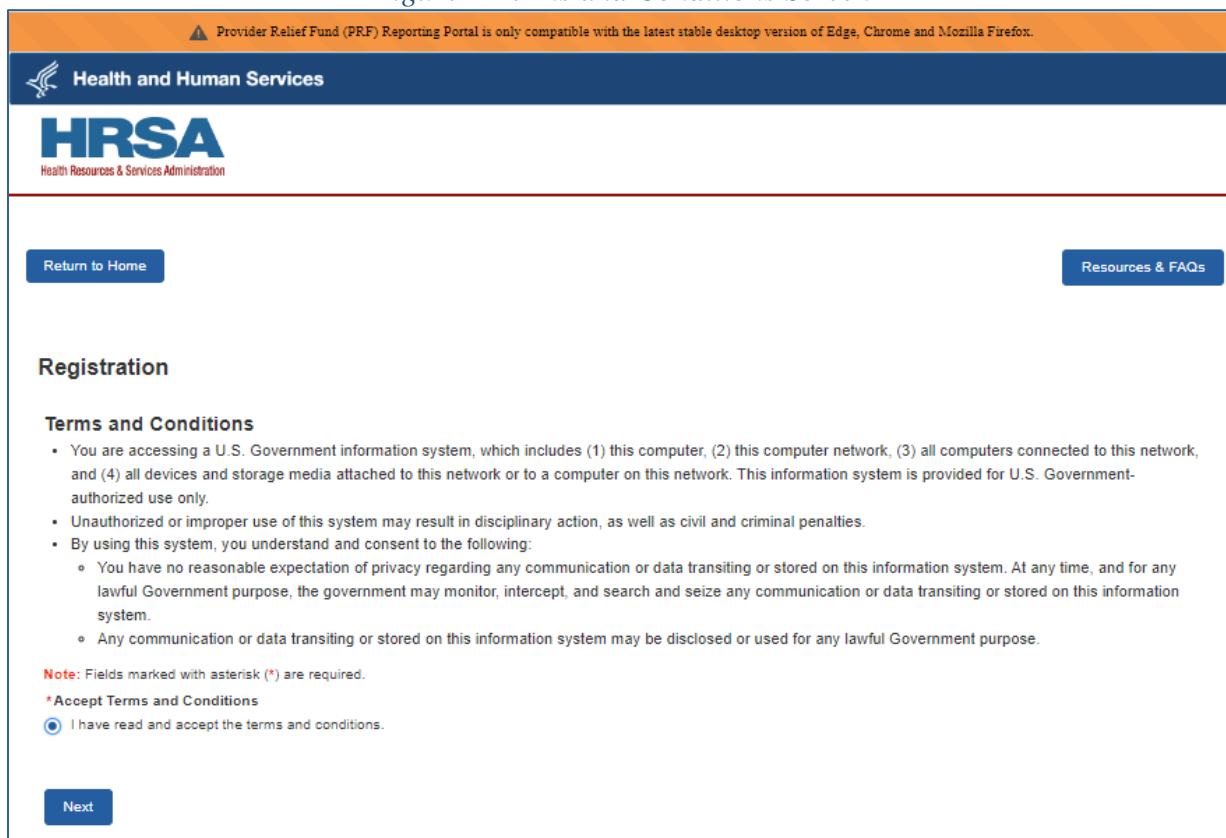 and Conditions
Provider Relief Fund (PRF) Reporting Portal is only compatible with the latest stable desktop version of Edge, Chrome and Mozilla Firefox.
Health and Human Services
HRSA
Health Resources & Services Administration
Return to Home
Resources & FAQs
Registration
Terms and Conditions
• You are accessing a U.S. Government information system, which includes (1) this computer, (2) this computer network, (3) all computers connected to this network,
and (4) all devices and storage media attached to this network or to a computer on this network. This information system is provided for U.S. Government-
authorized use only.
• Unauthorized or improper use of this system may result in disciplinary action, as well as civil and criminal penalties.
• By using this system, you understand and consent to the following:
◦ You have no reasonable expectation of privacy regarding any communication or data transiting or stored on this information system. At any time, and for any
lawful Government purpose, the government may monitor, intercept, and search and seize any communication or data transiting or stored on this information
system.
◦ Any communication or data transiting or stored on this information system may be disclosed or used for any lawful Government purpose.
Note: Fields marked with asterisk (*) are required.
*Accept Terms and Conditions
I have read and accept the terms and conditions.
Next